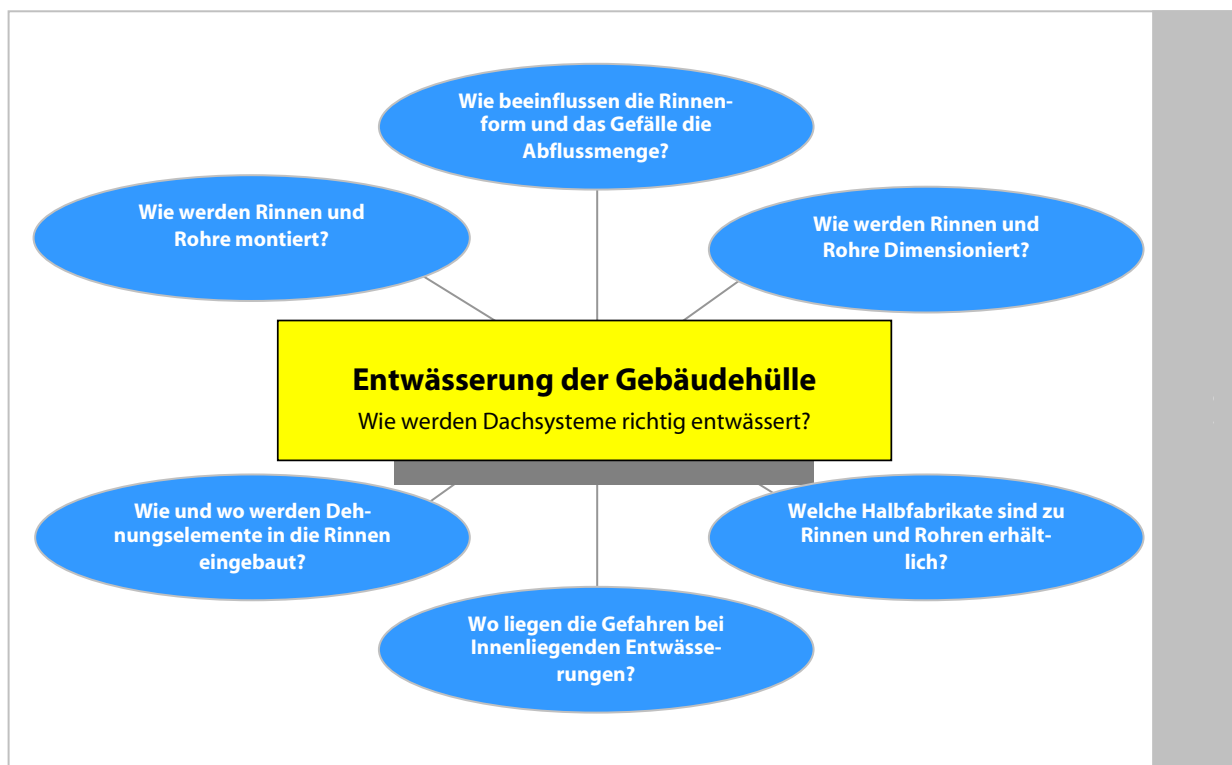 Wie beeinflussen die Rinnen-
form und das Gefälle die
Abflussmenge?
Wie werden Rinnen und
Rohre montiert?
Wie werden Rinnen und
Rohre Dimensioniert?
Entwässerung der Gebäudehülle
Wie werden Dachsysteme richtig entwässert?
Wie und wo werden Deh-
nungselemente in die Rinnen
eingebaut?
Welche Halbfabrikate sind zu
Rinnen und Rohren erhält-
lich?
Wo liegen die Gefahren bei
Innenliegenden Entwässe-
rungen?